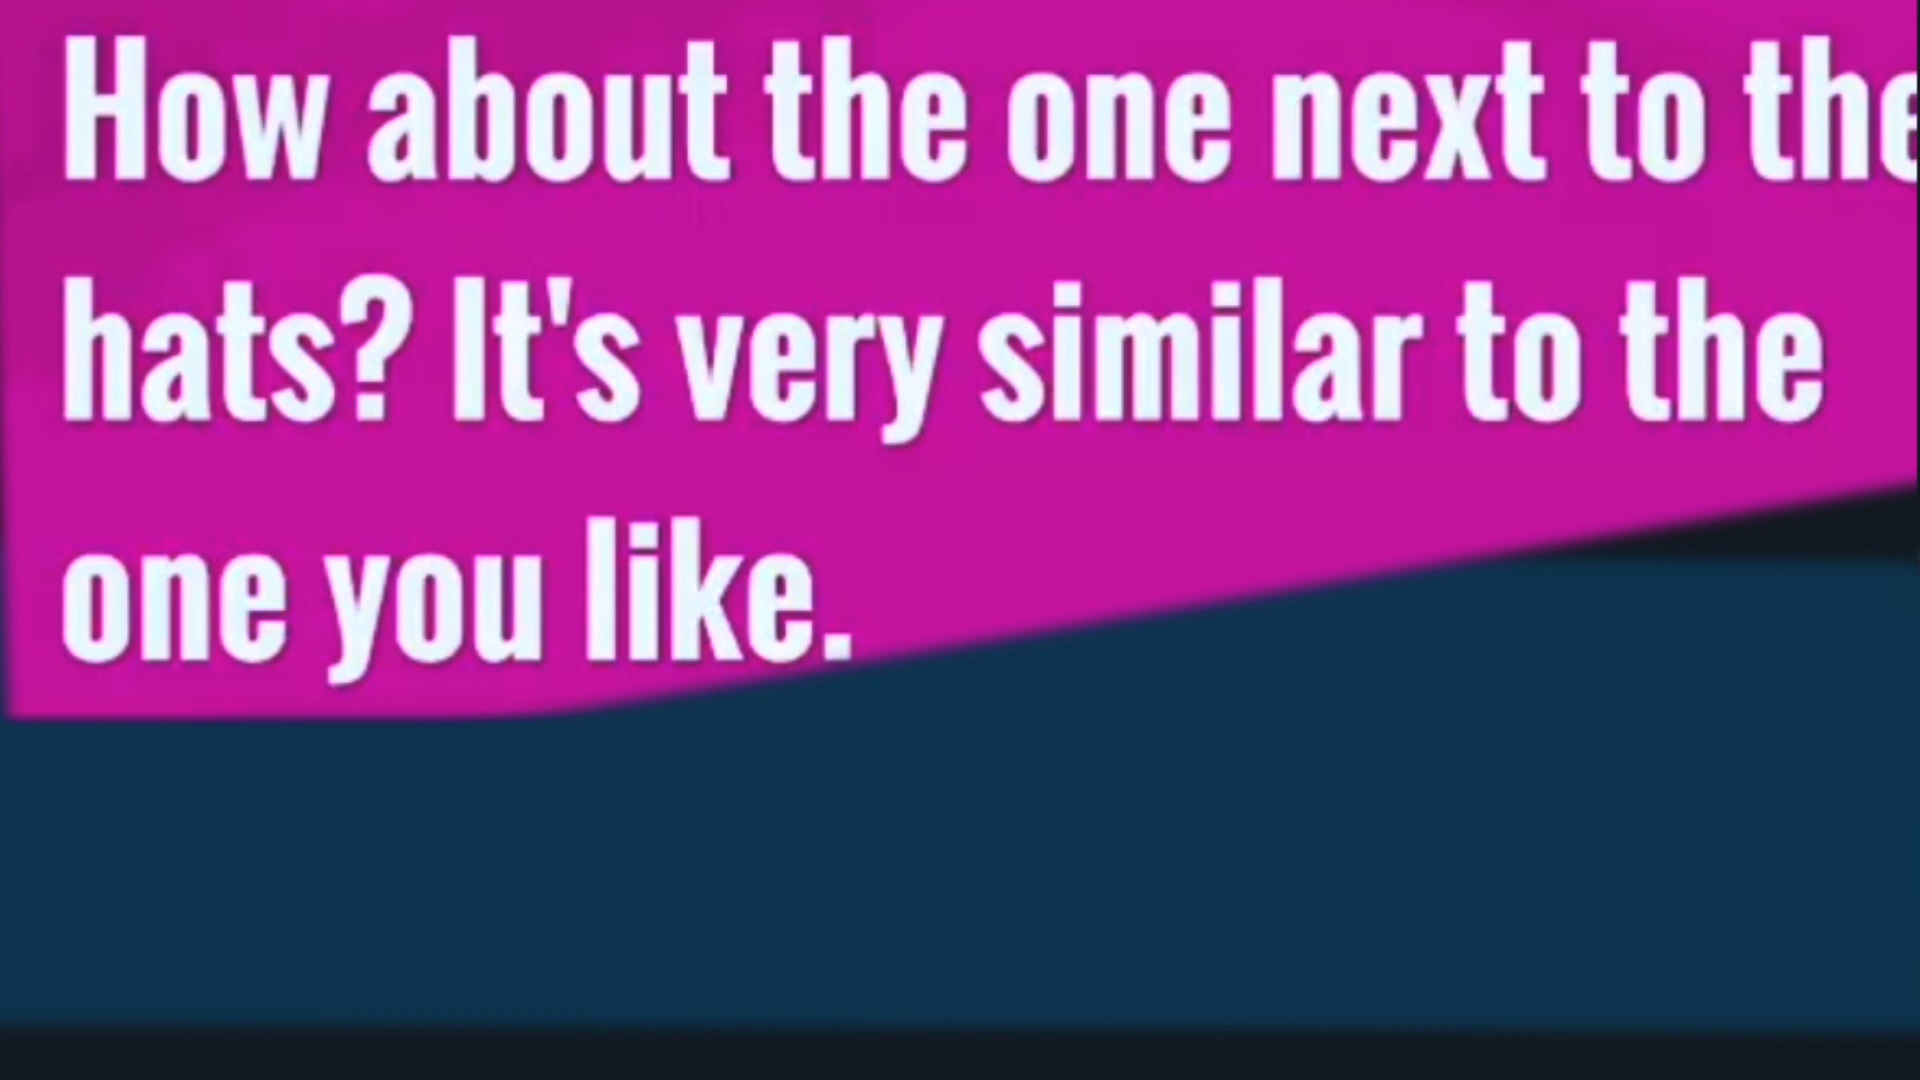 How about the one next to the
hats? It's very similar to the
one you like.